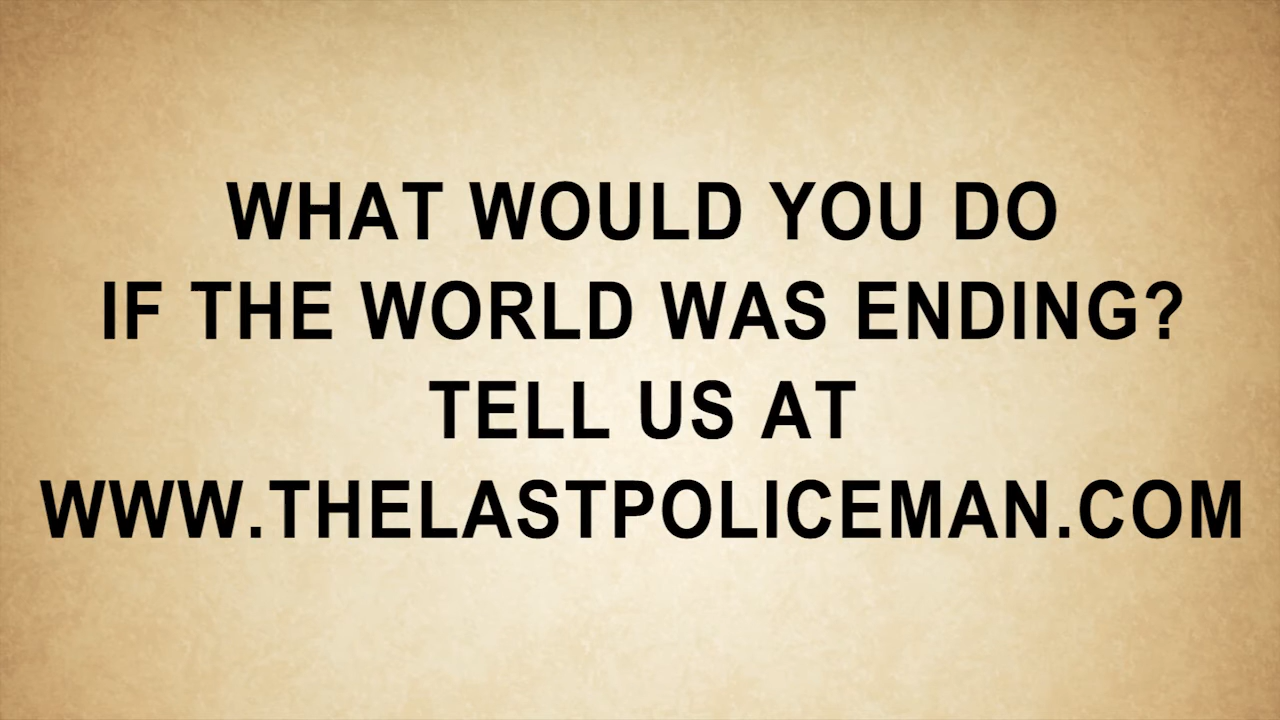 WHAT WOULD YOU DO
IF THE WORLD WAS ENDING?
TELL US AT
WWW.THELASTPOLICEMAN.COM